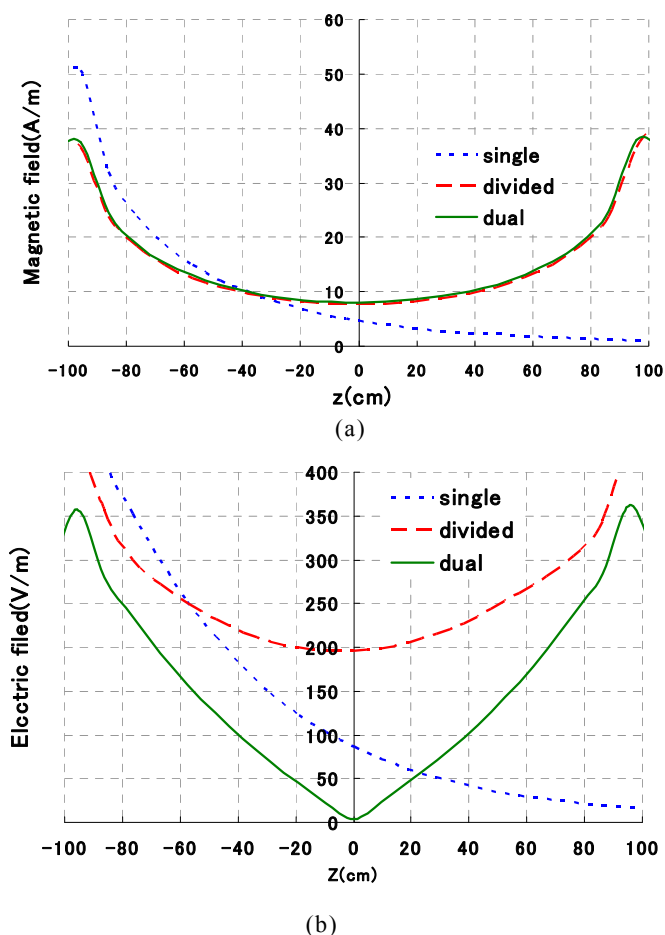 60
50
40
30
20
10
0
Magnetic field(A/m)
single
divided
dual
-100 -80 -60 -40 -20 0 20 40 60 80 100
z(cm)
(a)
400
350
300
250
200
150
100
50
0
Elcctric filed(V/m)
single
divided
dual
-100 -80 -60 -40 -20 0 20 40 60 80 100
Z(cm)
(b)